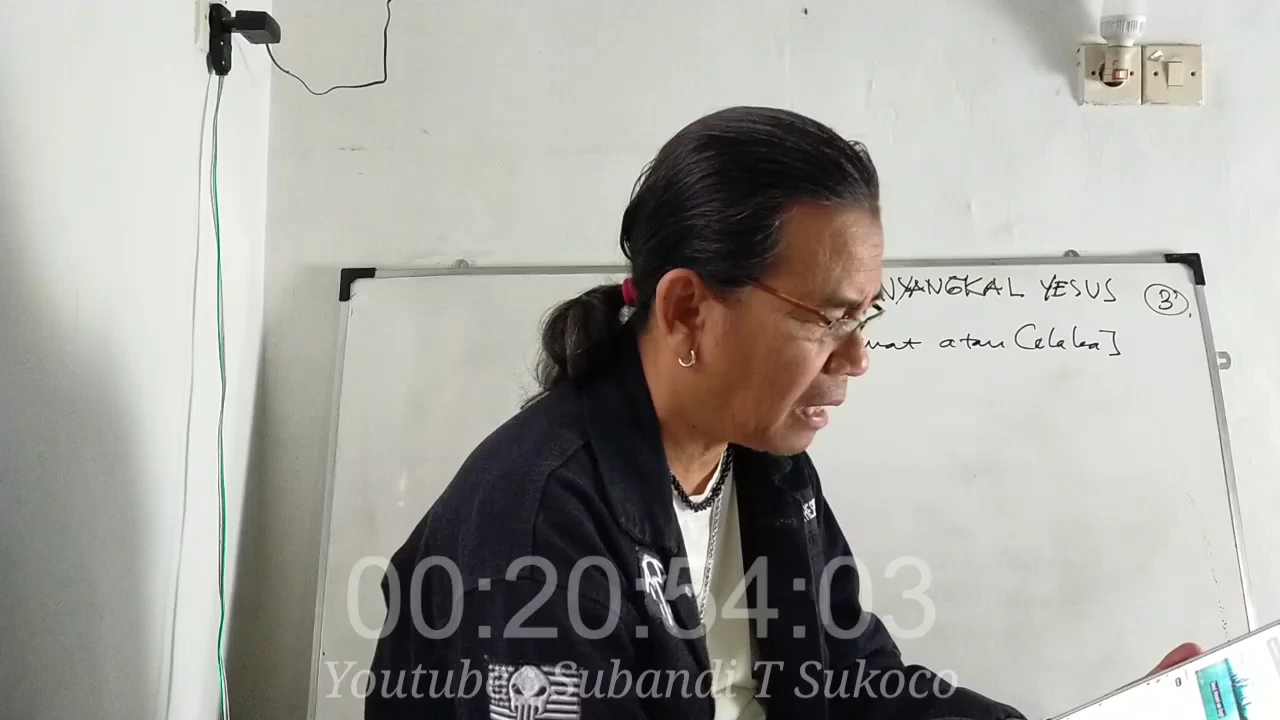 NYANGKAL YESUS 3
atau Celaka]
00:20:54:03
Youtube : Subandi T Sukoco